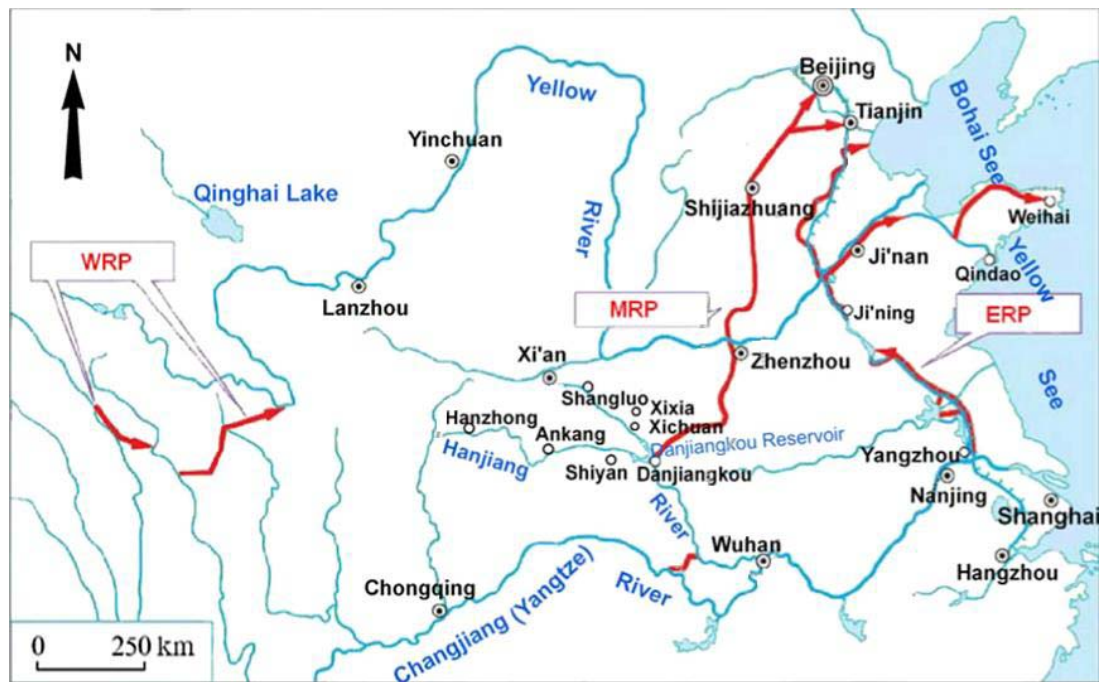 N
Beijing
Yellow
Tianjin
Bohai See
Yinchuan
Qinghai Lake
River
Shijiazhuang
Weihai
WRP
Ji'nan
Yellow
Qindao
Lanzhou
MRP
Ji'ning
ERP
Xi'an
Zhenzhou
See
Shangluo
Xixia
Hanzhong
Xichuan
Ankang
Danjiangkou Reservoir
Hanjiang
Yangzhou
Shiyan
Danjiangkou
Nanjing
River
Shanghai
Wuhan
Hangzhou
Chongqing
River
Changjiang (Yangtze)
0 250 km